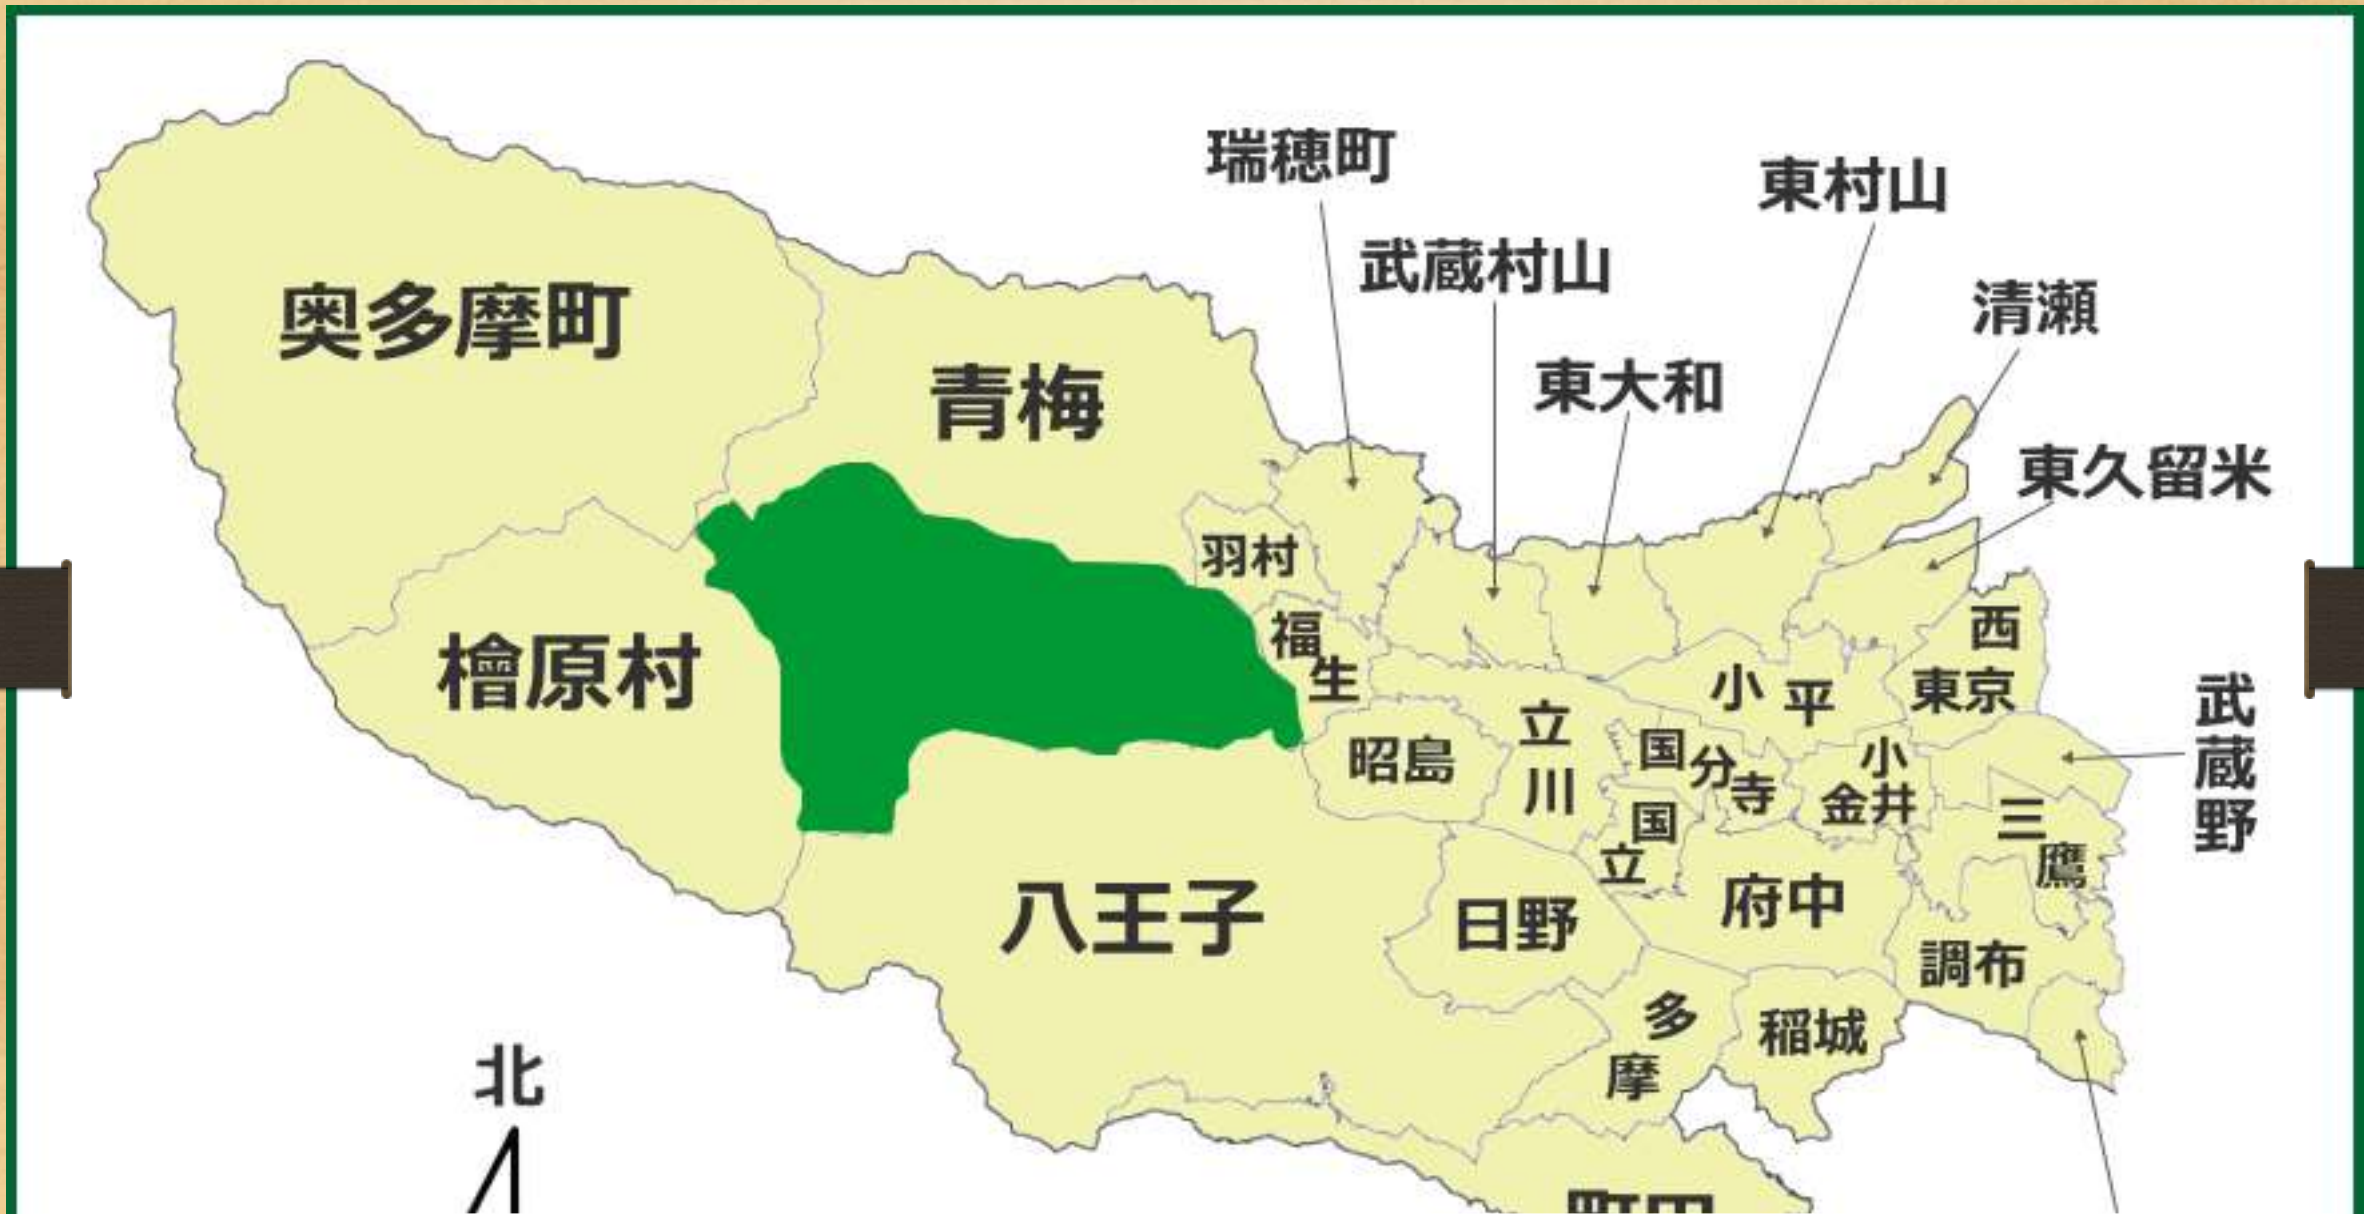 瑞穂町
東村山
武蔵村山
清瀬
奥多摩町
東大和
青梅
東久留米
羽村
福生
西東京
檜原村
小平
武蔵野
立川
国分寺
小金井
昭島
三鷹
国立
府中
八王子
日野
調布
多摩
稲城
北
町田